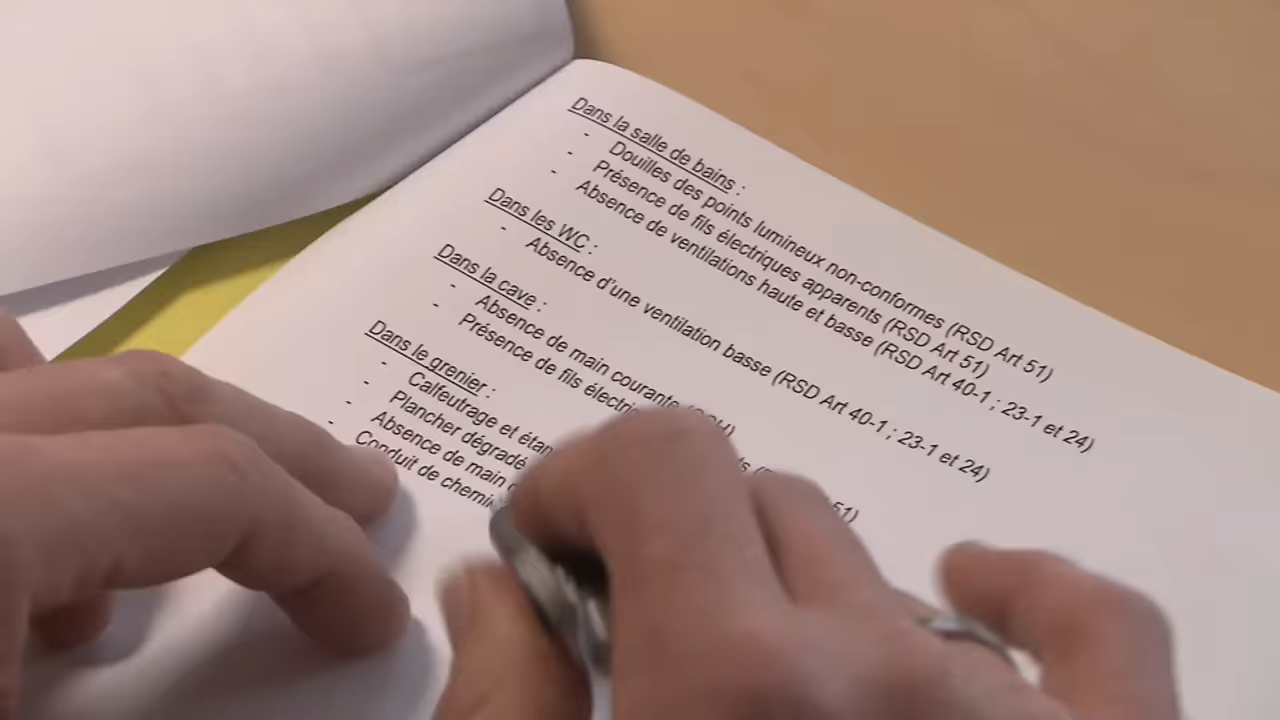 Dans la salle de bains :
- Douilles des points lumineux non-conformes (RSD Art 51)
- Présence de fils électriques apparents (RSD Art 51)
- Absence de ventilations haute et basse (RSD Art 40-1 ; 23-1 et 24)
Dans les WC :
- Absence d'une ventilation basse (RSD Art 40-1 ; 23-1 et 24)
Dans la cave :
- Absence de main courante
- Présence de fils 51)
Dans le grenier :
- Calfeutrage et
- Plancher dégradé
- Absence de main
- Conduit de